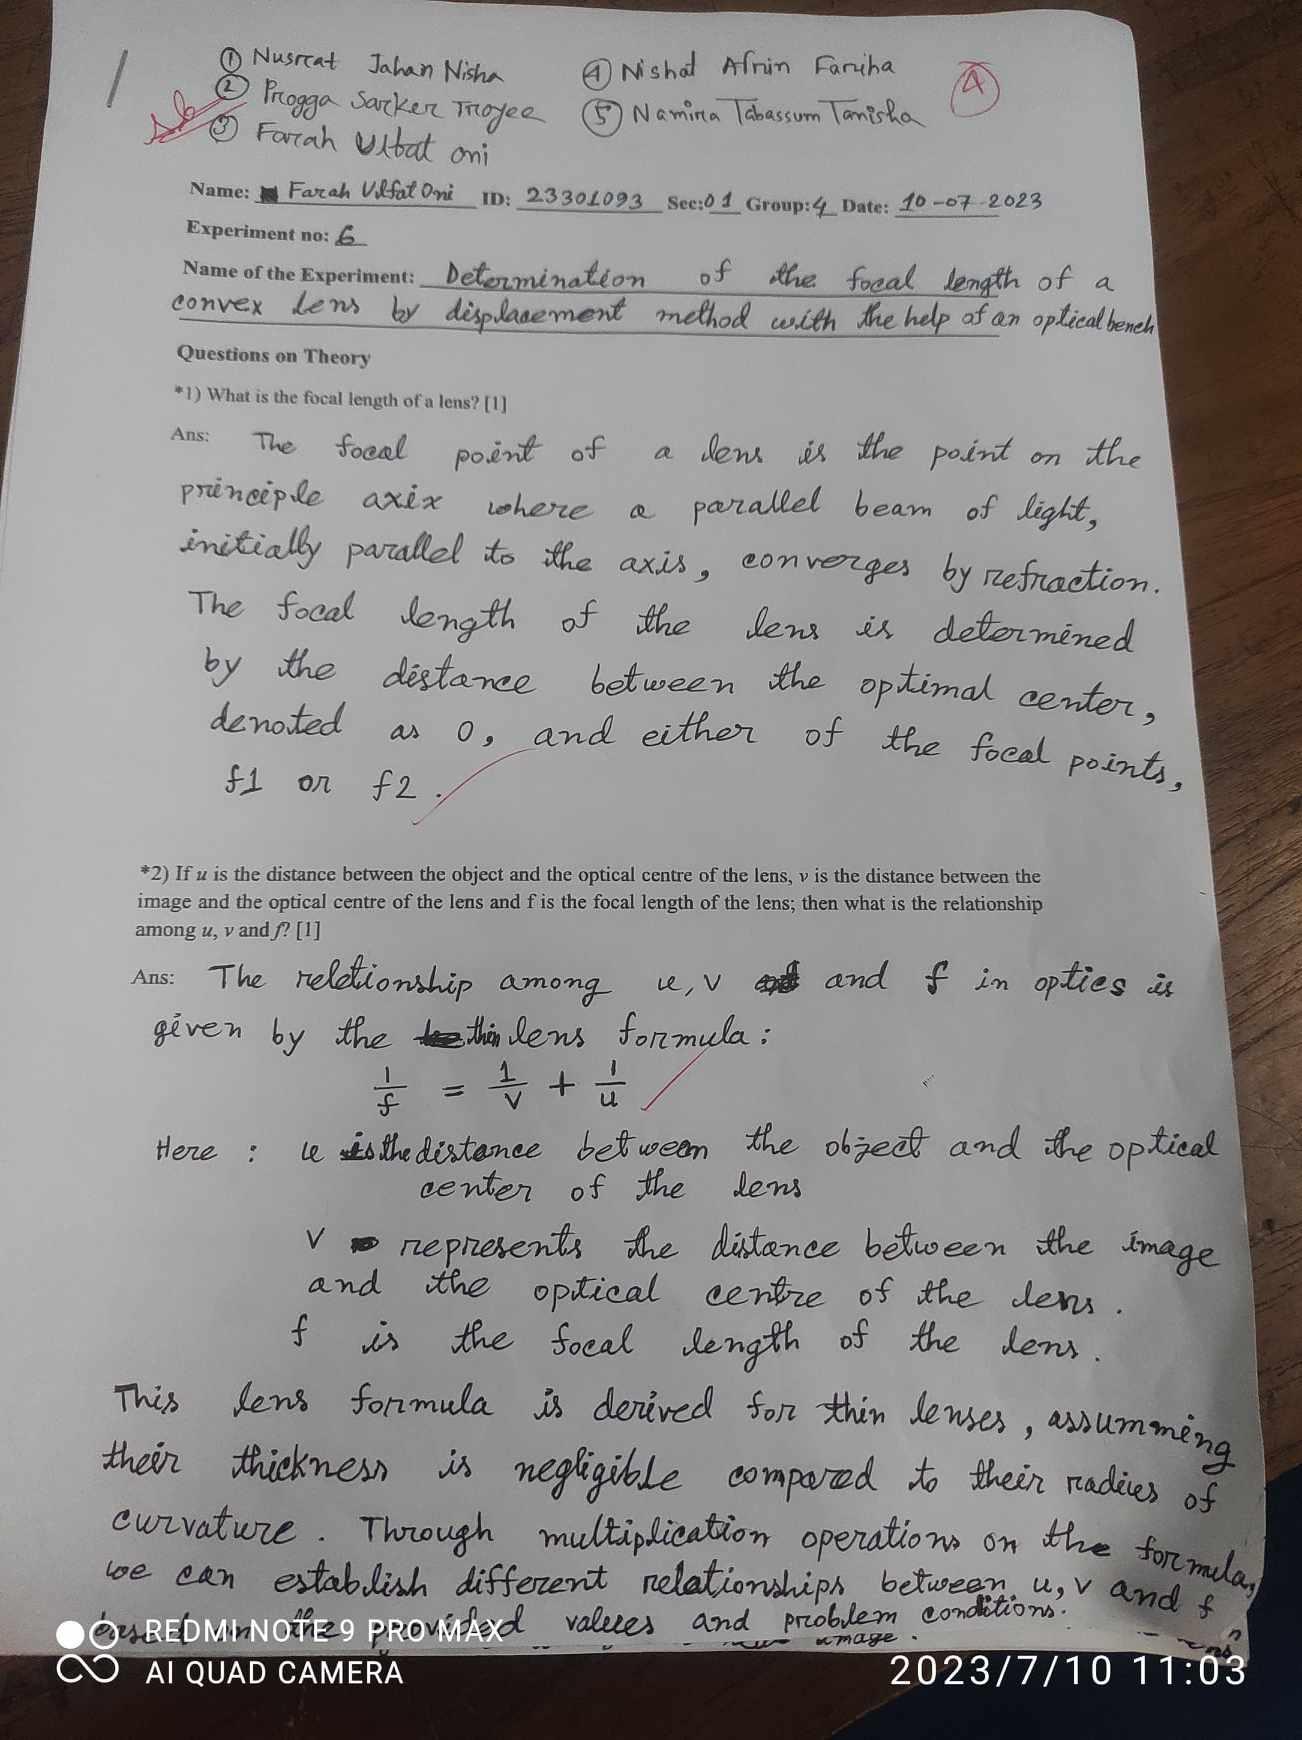 ① Nusrat Jahan Nisha
② Progga Sarker Troyee
③ Farah Ulfat Oni
④ Nishat Afrin Fariha
⑤ Namira Tabassum Tanisha
4
Name: Farah Ulfat Oni ID: 23301093 Sec: 01 Group: 4 Date: 10-07-2023
Experiment no: 6
Name of the Experiment: Determination of the focal length of a
convex lens by displacement method with the help of an optical bench
Questions on Theory
*1) What is the focal length of a lens? [1]
Ans: The focal point of a lens is the point on the
principle axix where a parallel beam of light,
initially parallel to the axis, converges by refraction.
The focal length of the lens is determined
by the distance between the optimal center,
denoted as O, and either of the focal points,
f1 or f2.
*2) If u is the distance between the object and the optical centre of the lens, v is the distance between the
image and the optical centre of the lens and f is the focal length of the lens; then what is the relationship
among u, v and f? [1]
Ans: The reletionship among u, v and f in optics is
given by the thin lens formula:
1/f = 1/v + 1/u
Here : u is the distance between the object and the optical
center of the lens
v represents the distance between the image
and the optical centre of the lens.
f is the focal length of the lens.
This lens formula is derived for thin lenses, assumming
their thickness is negligible compared to their radius of
curvature. Through multiplication operations on the formula,
we can establish different relationships between u, v and f
based on the provided values and problem conditions.
image.
REDMI NOTE 9 PRO MAX
AI QUAD CAMERA
2023/7/10 11:03